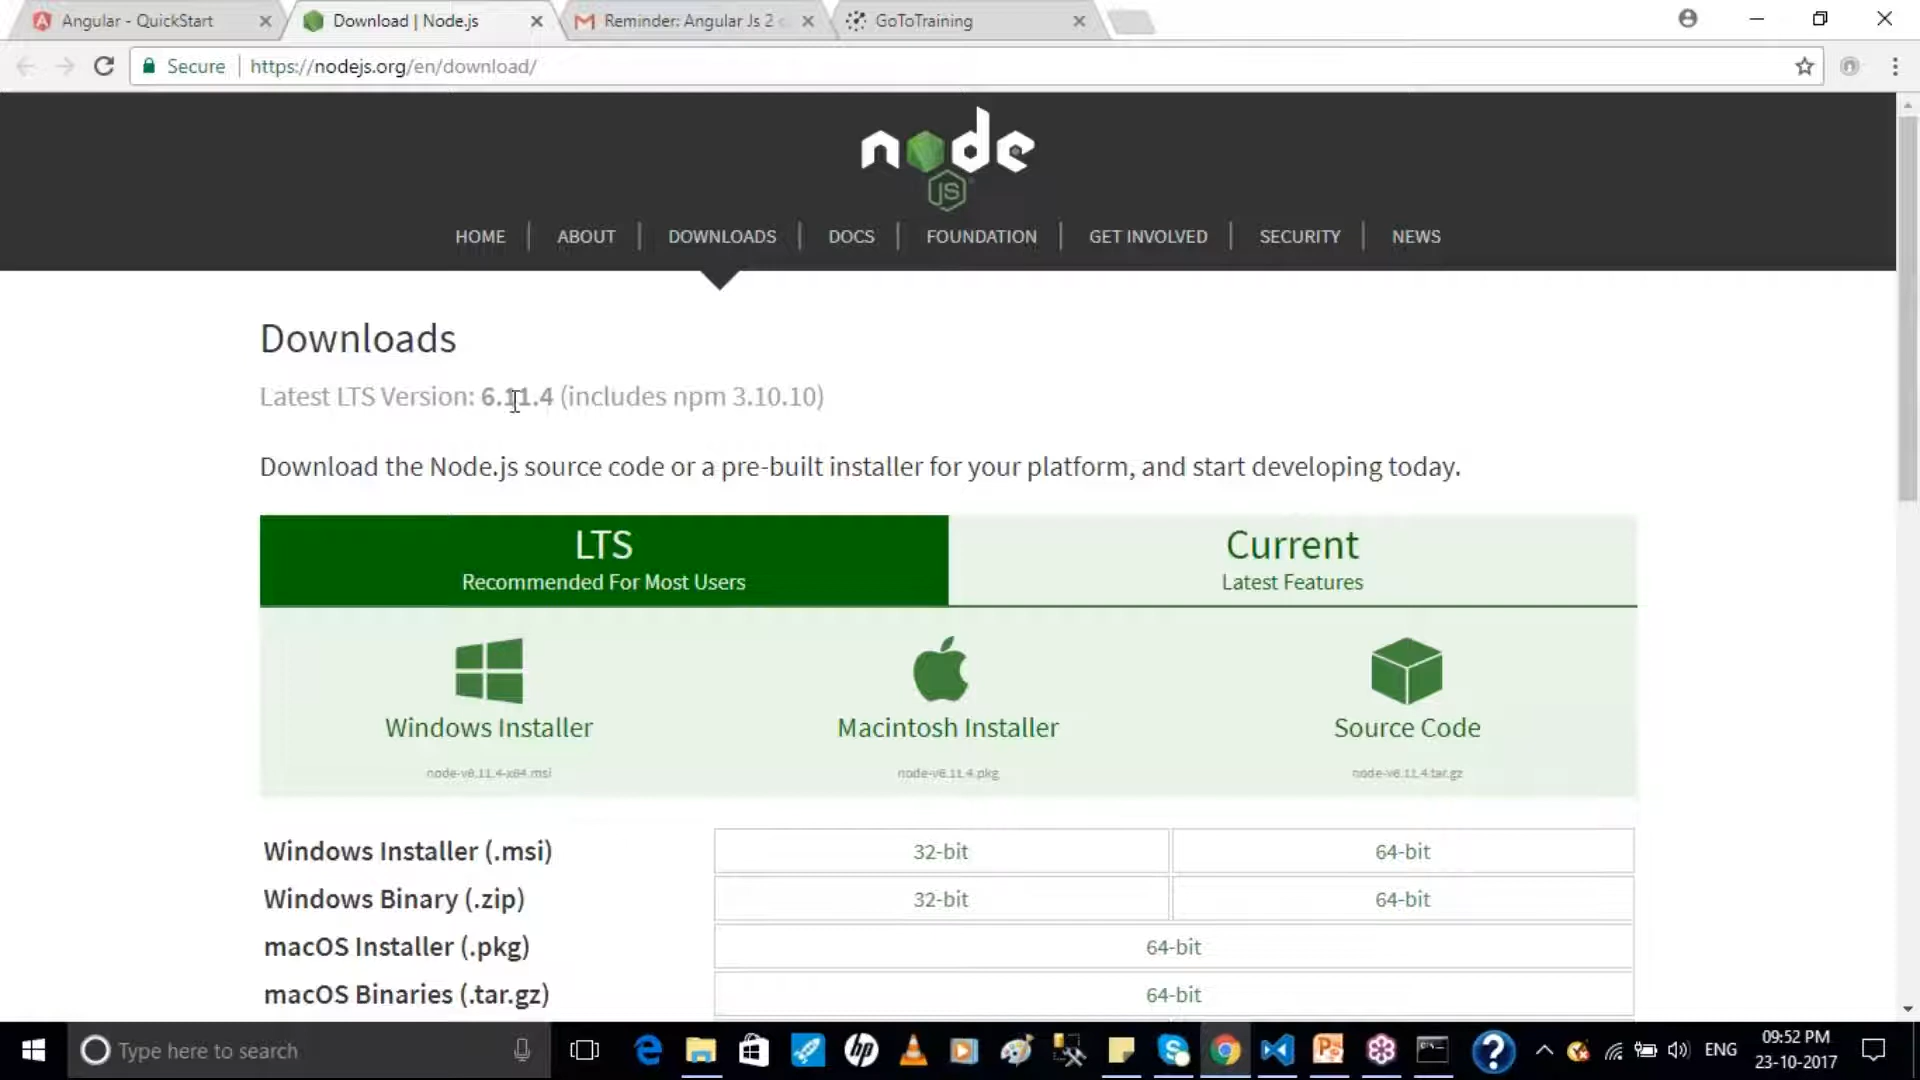 Angular - QuickStart
Download | Node.js
Reminder: Angular Js 2
GoToTraining
Secure
https://nodejs.org/en/download/
node
JS
HOME
ABOUT
DOWNLOADS
DOCS
FOUNDATION
GET INVOLVED
SECURITY
NEWS
Downloads
Latest LTS Version: 6.11.4 (includes npm 3.10.10)
Download the Node.js source code or a pre-built installer for your platform, and start developing today.
LTS
Recommended For Most Users
Current
Latest Features
Windows Installer
node-v6.11.4-x64.msi
Macintosh Installer
node-v6.11.4.pkg
Source Code
node-v6.11.4.tar.gz
Windows Installer (.msi)
32-bit
64-bit
Windows Binary (.zip)
32-bit
64-bit
macOS Installer (.pkg)
64-bit
macOS Binaries (.tar.gz)
64-bit
Type here to search
hp
ENG
09:52 PM
23-10-2017